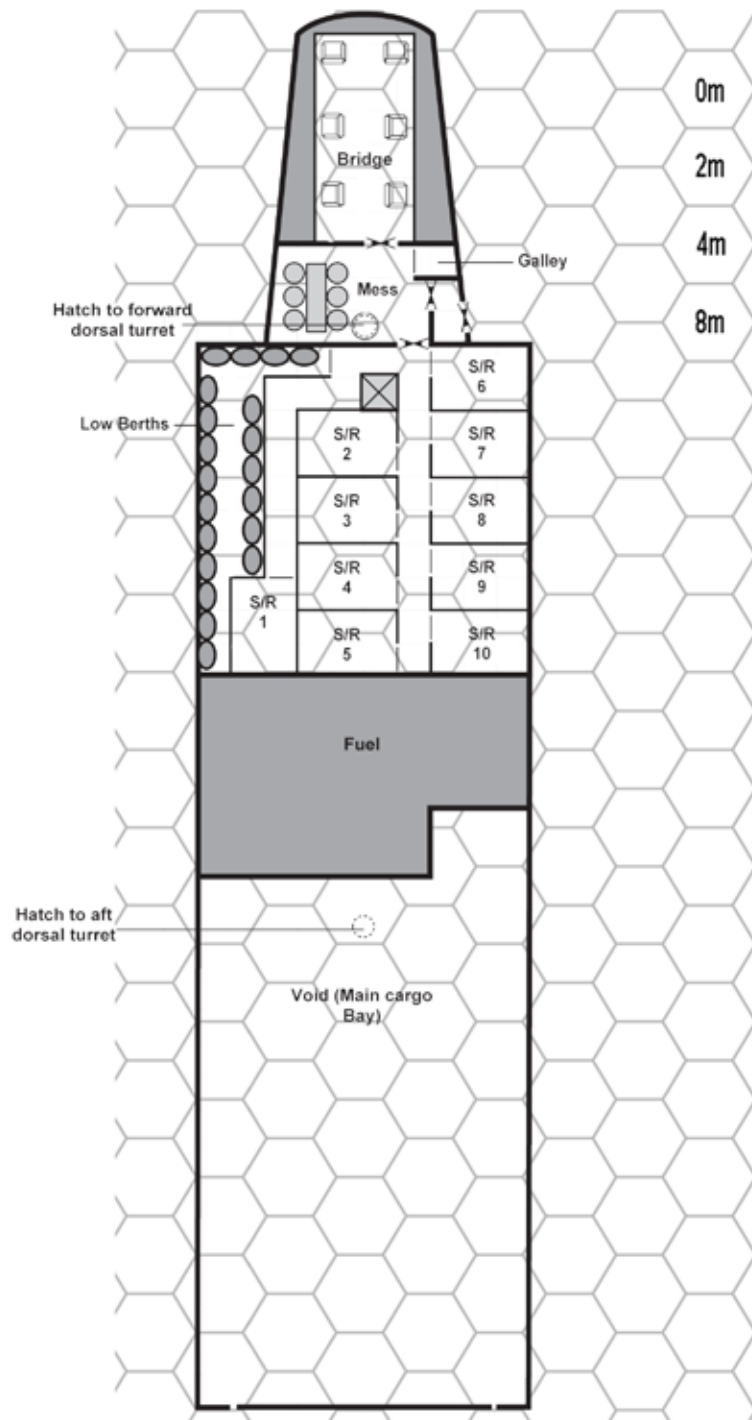 0m
2m
Bridge
4m
Galley
Mess
Hatch to forward
dorsal turret
8m
S/R
6
Low Berths
S/R
2
S/R
7
S/R
3
S/R
8
S/R
4
S/R
9
S/R
1
S/R
5
S/R
10
Fuel
Hatch to aft
dorsal turret
Void (Main cargo
Bay)